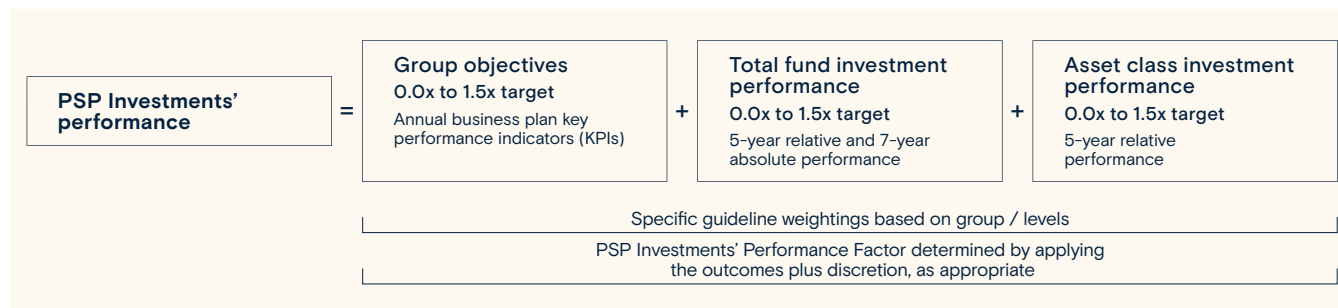 PSP Investments’
performance
=
Group objectives
0.0x to 1.5x target
Annual business plan key
performance indicators (KPIs)
+
Total fund investment
performance
0.0x to 1.5x target
5-year relative and 7-year
absolute performance
+
Asset class investment
performance
0.0x to 1.5x target
5-year relative
performance
Specific guideline weightings based on group / levels
PSP Investments’ Performance Factor determined by applying
the outcomes plus discretion, as appropriate